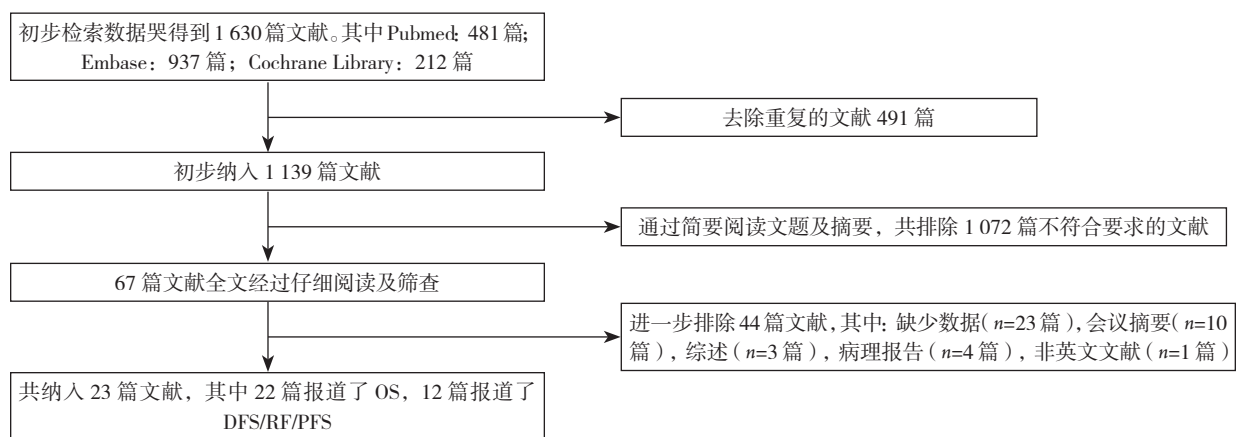 初步检索数据哭得到 1 630 篇文献。其中 Pubmed: 481 篇;
Embase: 937 篇; Cochrane Library: 212 篇
去除重复的文献 491 篇
初步纳入 1 139 篇文献
通过简要阅读文题及摘要, 共排除 1 072 篇不符合要求的文献
67 篇文献全文经过仔细阅读及筛查
进一步排除 44 篇文献, 其中: 缺少数据( n=23 篇), 会议摘要( n=10
篇), 综述( n=3 篇), 病理报告( n=4 篇), 非英文文献( n=1 篇)
共纳入 23 篇文献, 其中 22 篇报道了 OS, 12 篇报道了
DFS/RF/PFS